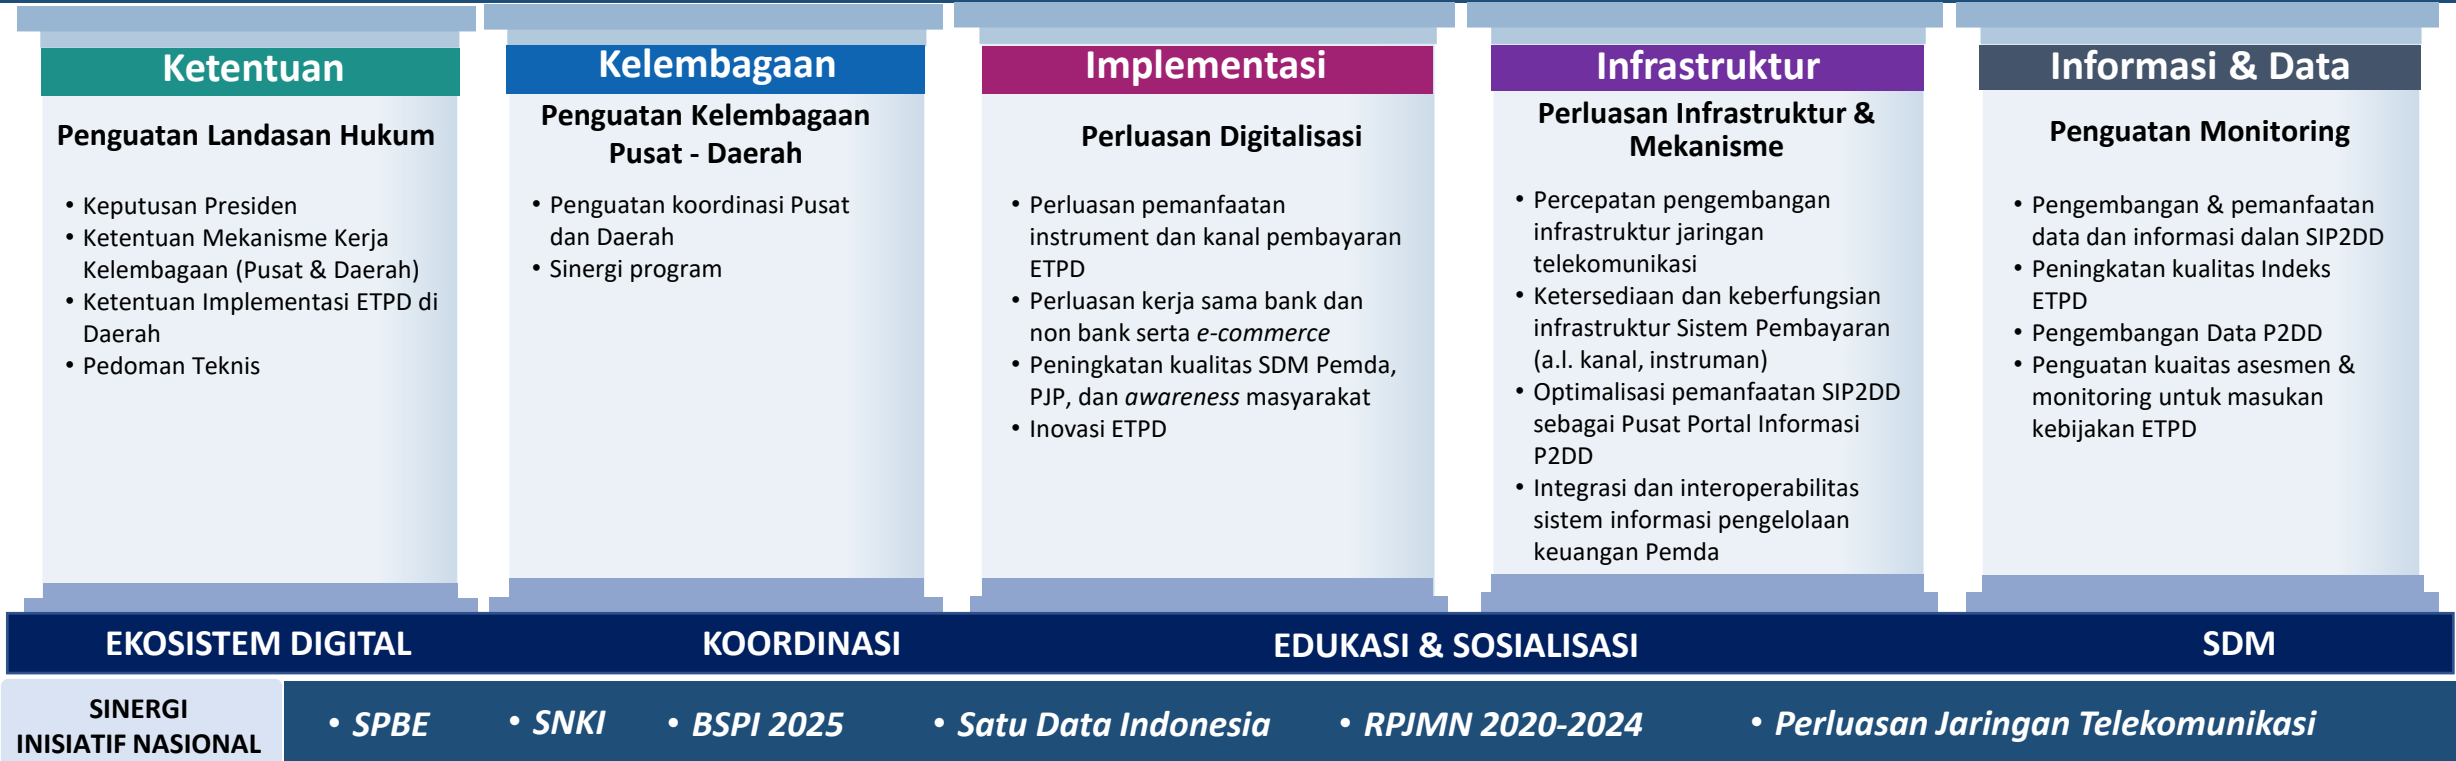 Ketentuan
Penguatan Landasan Hukum
• Keputusan Presiden
• Ketentuan Mekanisme Kerja
Kelembagaan (Pusat & Daerah)
• Ketentuan Implementasi ETPD di
Daerah
• Pedoman Teknis
Kelembagaan
Penguatan Kelembagaan
Pusat - Daerah
• Penguatan koordinasi Pusat
dan Daerah
• Sinergi program
Implementasi
Perluasan Digitalisasi
• Perluasan pemanfaatan
instrument dan kanal pembayaran
ETPD
• Perluasan kerja sama bank dan
non bank serta e-commerce
• Peningkatan kualitas SDM Pemda,
PJP, dan awareness masyarakat
• Inovasi ETPD
Infrastruktur
Perluasan Infrastruktur &
Mekanisme
• Percepatan pengembangan
infrastruktur jaringan
telekomunikasi
• Ketersediaan dan keberfungsian
infrastruktur Sistem Pembayaran
(a.l. kanal, instruman)
• Optimalisasi pemanfaatan SIP2DD
sebagai Pusat Portal Informasi
P2DD
• Integrasi dan interoperabilitas
sistem informasi pengelolaan
keuangan Pemda
Informasi & Data
Penguatan Monitoring
• Pengembangan & pemanfaatan
data dan informasi dalan SIP2DD
• Peningkatan kualitas Indeks
ETPD
• Pengembangan Data P2DD
• Penguatan kuaitas asesmen &
monitoring untuk masukan
kebijakan ETPD
EKOSISTEM DIGITAL KOORDINASI EDUKASI & SOSIALISASI SDM
SINERGI
INISIATIF NASIONAL
• SPBE • SNKI • BSPI 2025 • Satu Data Indonesia • RPJMN 2020-2024 • Perluasan Jaringan Telekomunikasi